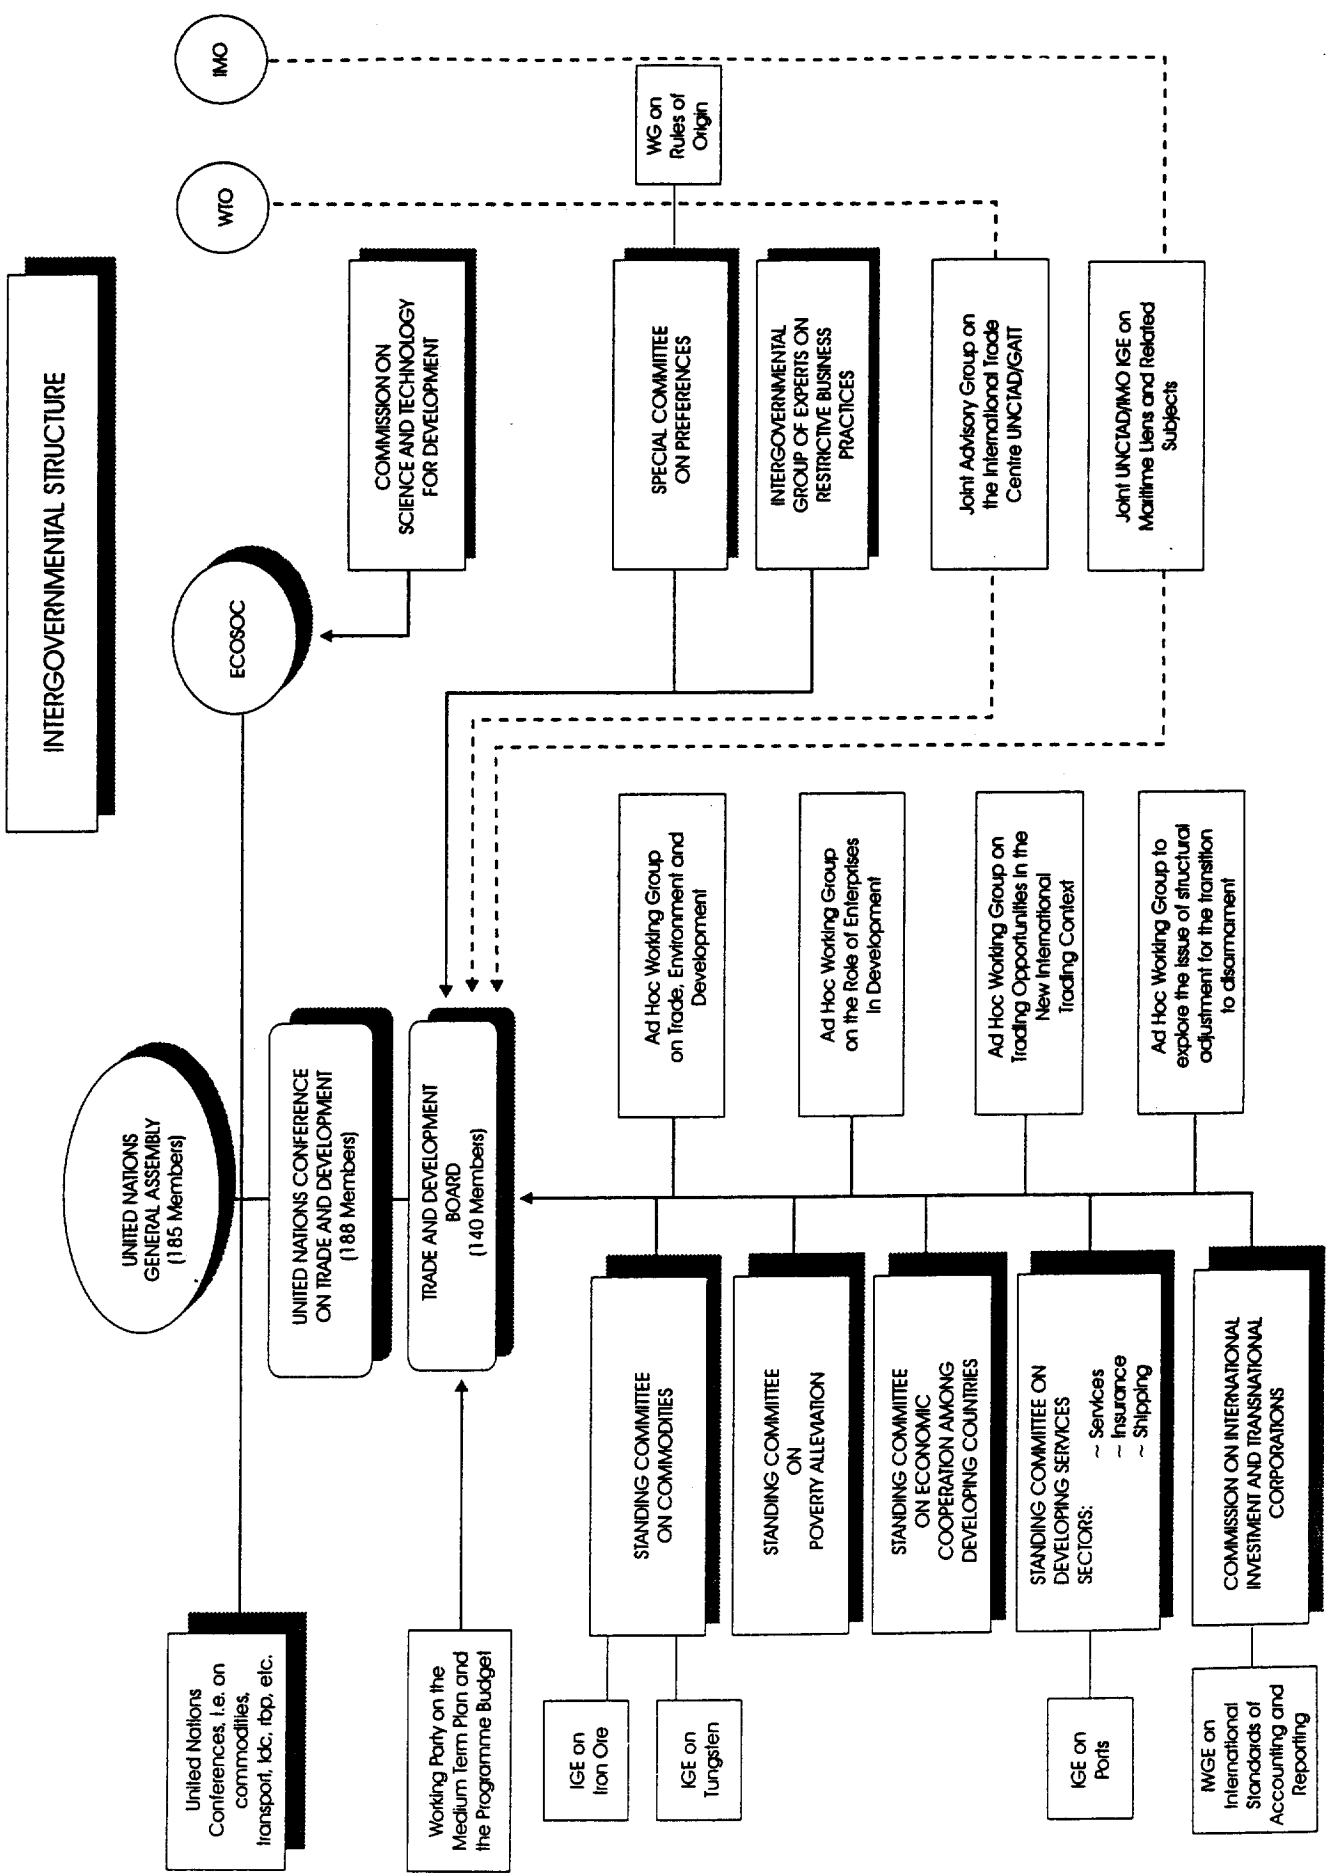 INTERGOVERNMENTAL STRUCTURE
UNITED NATIONS
GENERAL ASSEMBLY
(185 Members)
United Nations
Conferences, i.e. on
commodities,
transport, ldc, rbp, etc.
ECOSOC
WTO
IMO
UNITED NATIONS CONFERENCE
ON TRADE AND DEVELOPMENT
(188 Members)
COMMISSION ON
SCIENCE AND TECHNOLOGY
FOR DEVELOPMENT
Working Party on the
Medium Term Plan and
the Programme Budget
TRADE AND DEVELOPMENT
BOARD
(140 Members)
IGE on
Iron Ore
IGE on
Tungsten
STANDING COMMITTEE
ON COMMODITIES
Ad Hoc Working Group
on Trade, Environment and
Development
SPECIAL COMMITTEE
ON PREFERENCES
WG on
Rules of
Origin
STANDING COMMITTEE
ON
POVERTY ALLEVIATION
Ad Hoc Working Group
on the Role of Enterprises
in Development
INTERGOVERNMENTAL
GROUP OF EXPERTS ON
RESTRICTIVE BUSINESS
PRACTICES
STANDING COMMITTEE
ON ECONOMIC
COOPERATION AMONG
DEVELOPING COUNTRIES
Ad Hoc Working Group on
Trading Opportunities in the
New International
Trading Context
Joint Advisory Group on
the International Trade
Centre UNCTAD/GATT
IGE on
Ports
STANDING COMMITTEE ON
DEVELOPING SERVICES
SECTORS:
~ Services
~ Insurance
~ Shipping
Ad Hoc Working Group to
explore the issue of structural
adjustment for the transition
to disarmament
Joint UNCTAD/IMO IGE on
Maritime Liens and Related
Subjects
IWGE on
International
Standards of
Accounting and
Reporting
COMMISSION ON INTERNATIONAL
INVESTMENT AND TRANSNATIONAL
CORPORATIONS